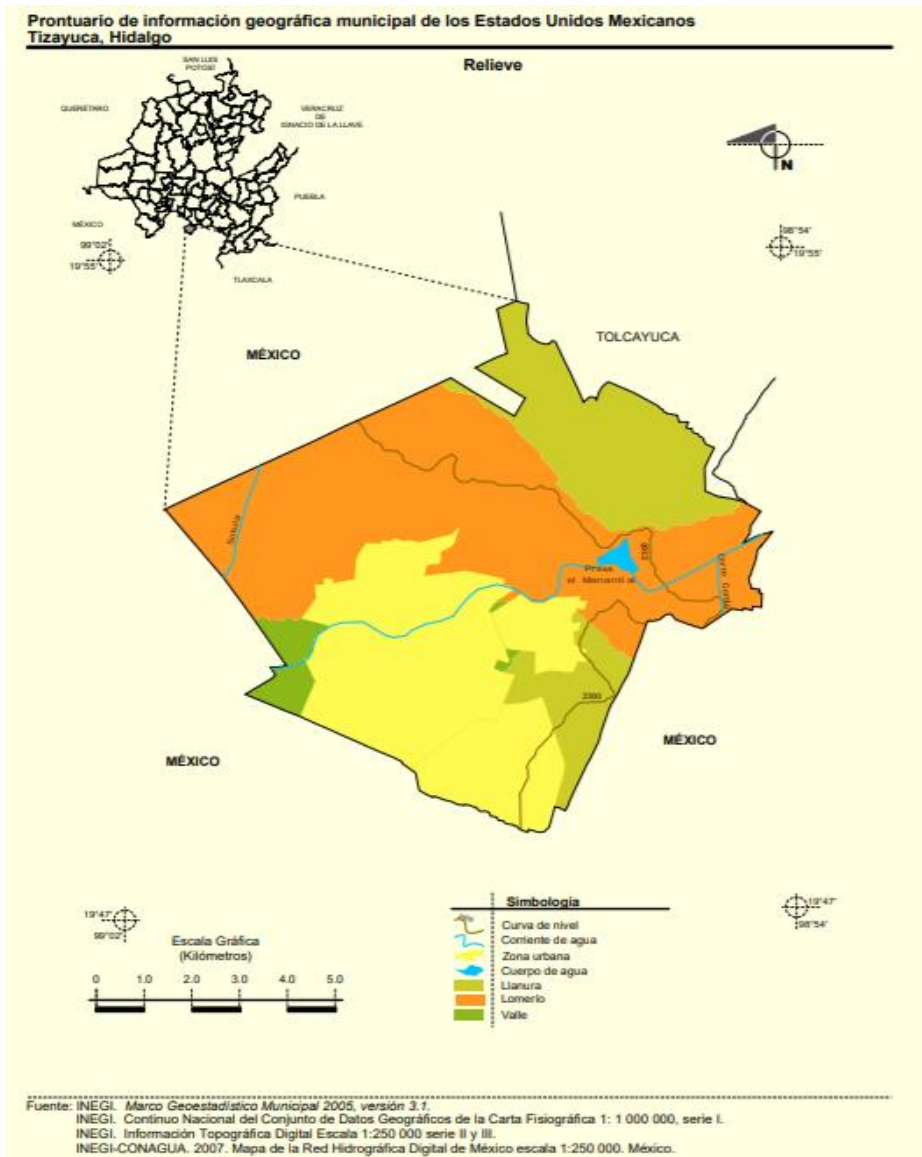 Prontuario de información geográfica municipal de los Estados Unidos Mexicanos
Tizayuca, Hidalgo
Relieve
SAN LUIS
POTOSÍ
QUERÉTARO
VERACRUZ
DE
IGNACIO DE LA LLAVE
PUEBLA
MÉXICO
TLAXCALA
N
99°02'
19°55'
98°54'
19°55'
TOLCAYUCA
MÉXICO
Presa
el Manantial
2300
MÉXICO
MÉXICO
19°47'
99°02'
19°47'
98°54'
Escala Gráfica
(Kilómetros)
0 1.0 2.0 3.0 4.0 5.0
Simbología
Curva de nivel
Corriente de agua
Zona urbana
Cuerpo de agua
Llanura
Lomerío
Valle
Fuente: INEGI. Marco Geoestadístico Municipal 2005, versión 3.1.
INEGI. Continuo Nacional del Conjunto de Datos Geográficos de la Carta Fisiográfica 1: 1 000 000, serie I.
INEGI. Información Topográfica Digital Escala 1:250 000 serie II y III.
INEGI-CONAGUA. 2007. Mapa de la Red Hidrográfica Digital de México escala 1:250 000. México.